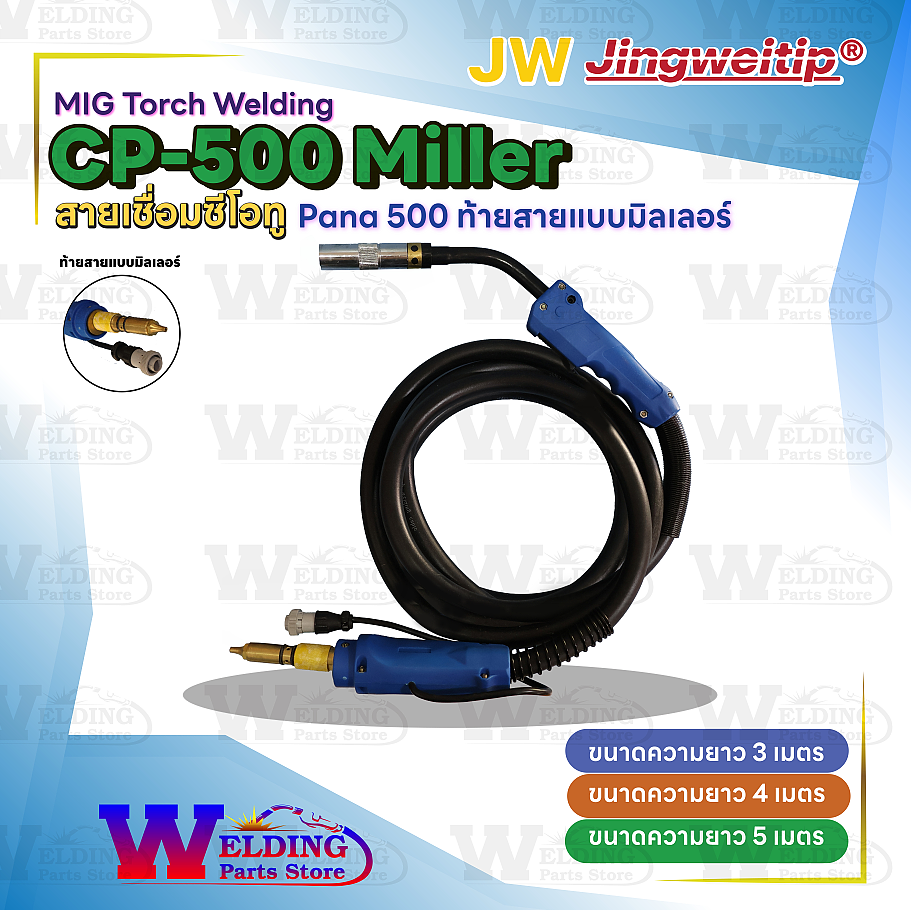 JW Jingweitip®
MIG Torch Welding
CP-500 Miller
สายเชื่อมซีโอทู Pana 500 ท้ายสายแบบมิลเลอร์
ท้ายสายแบบมิลเลอร์
ขนาดความยาว 3 เมตร
ขนาดความยาว 4 เมตร
ขนาดความยาว 5 เมตร
WELDING
Parts Store